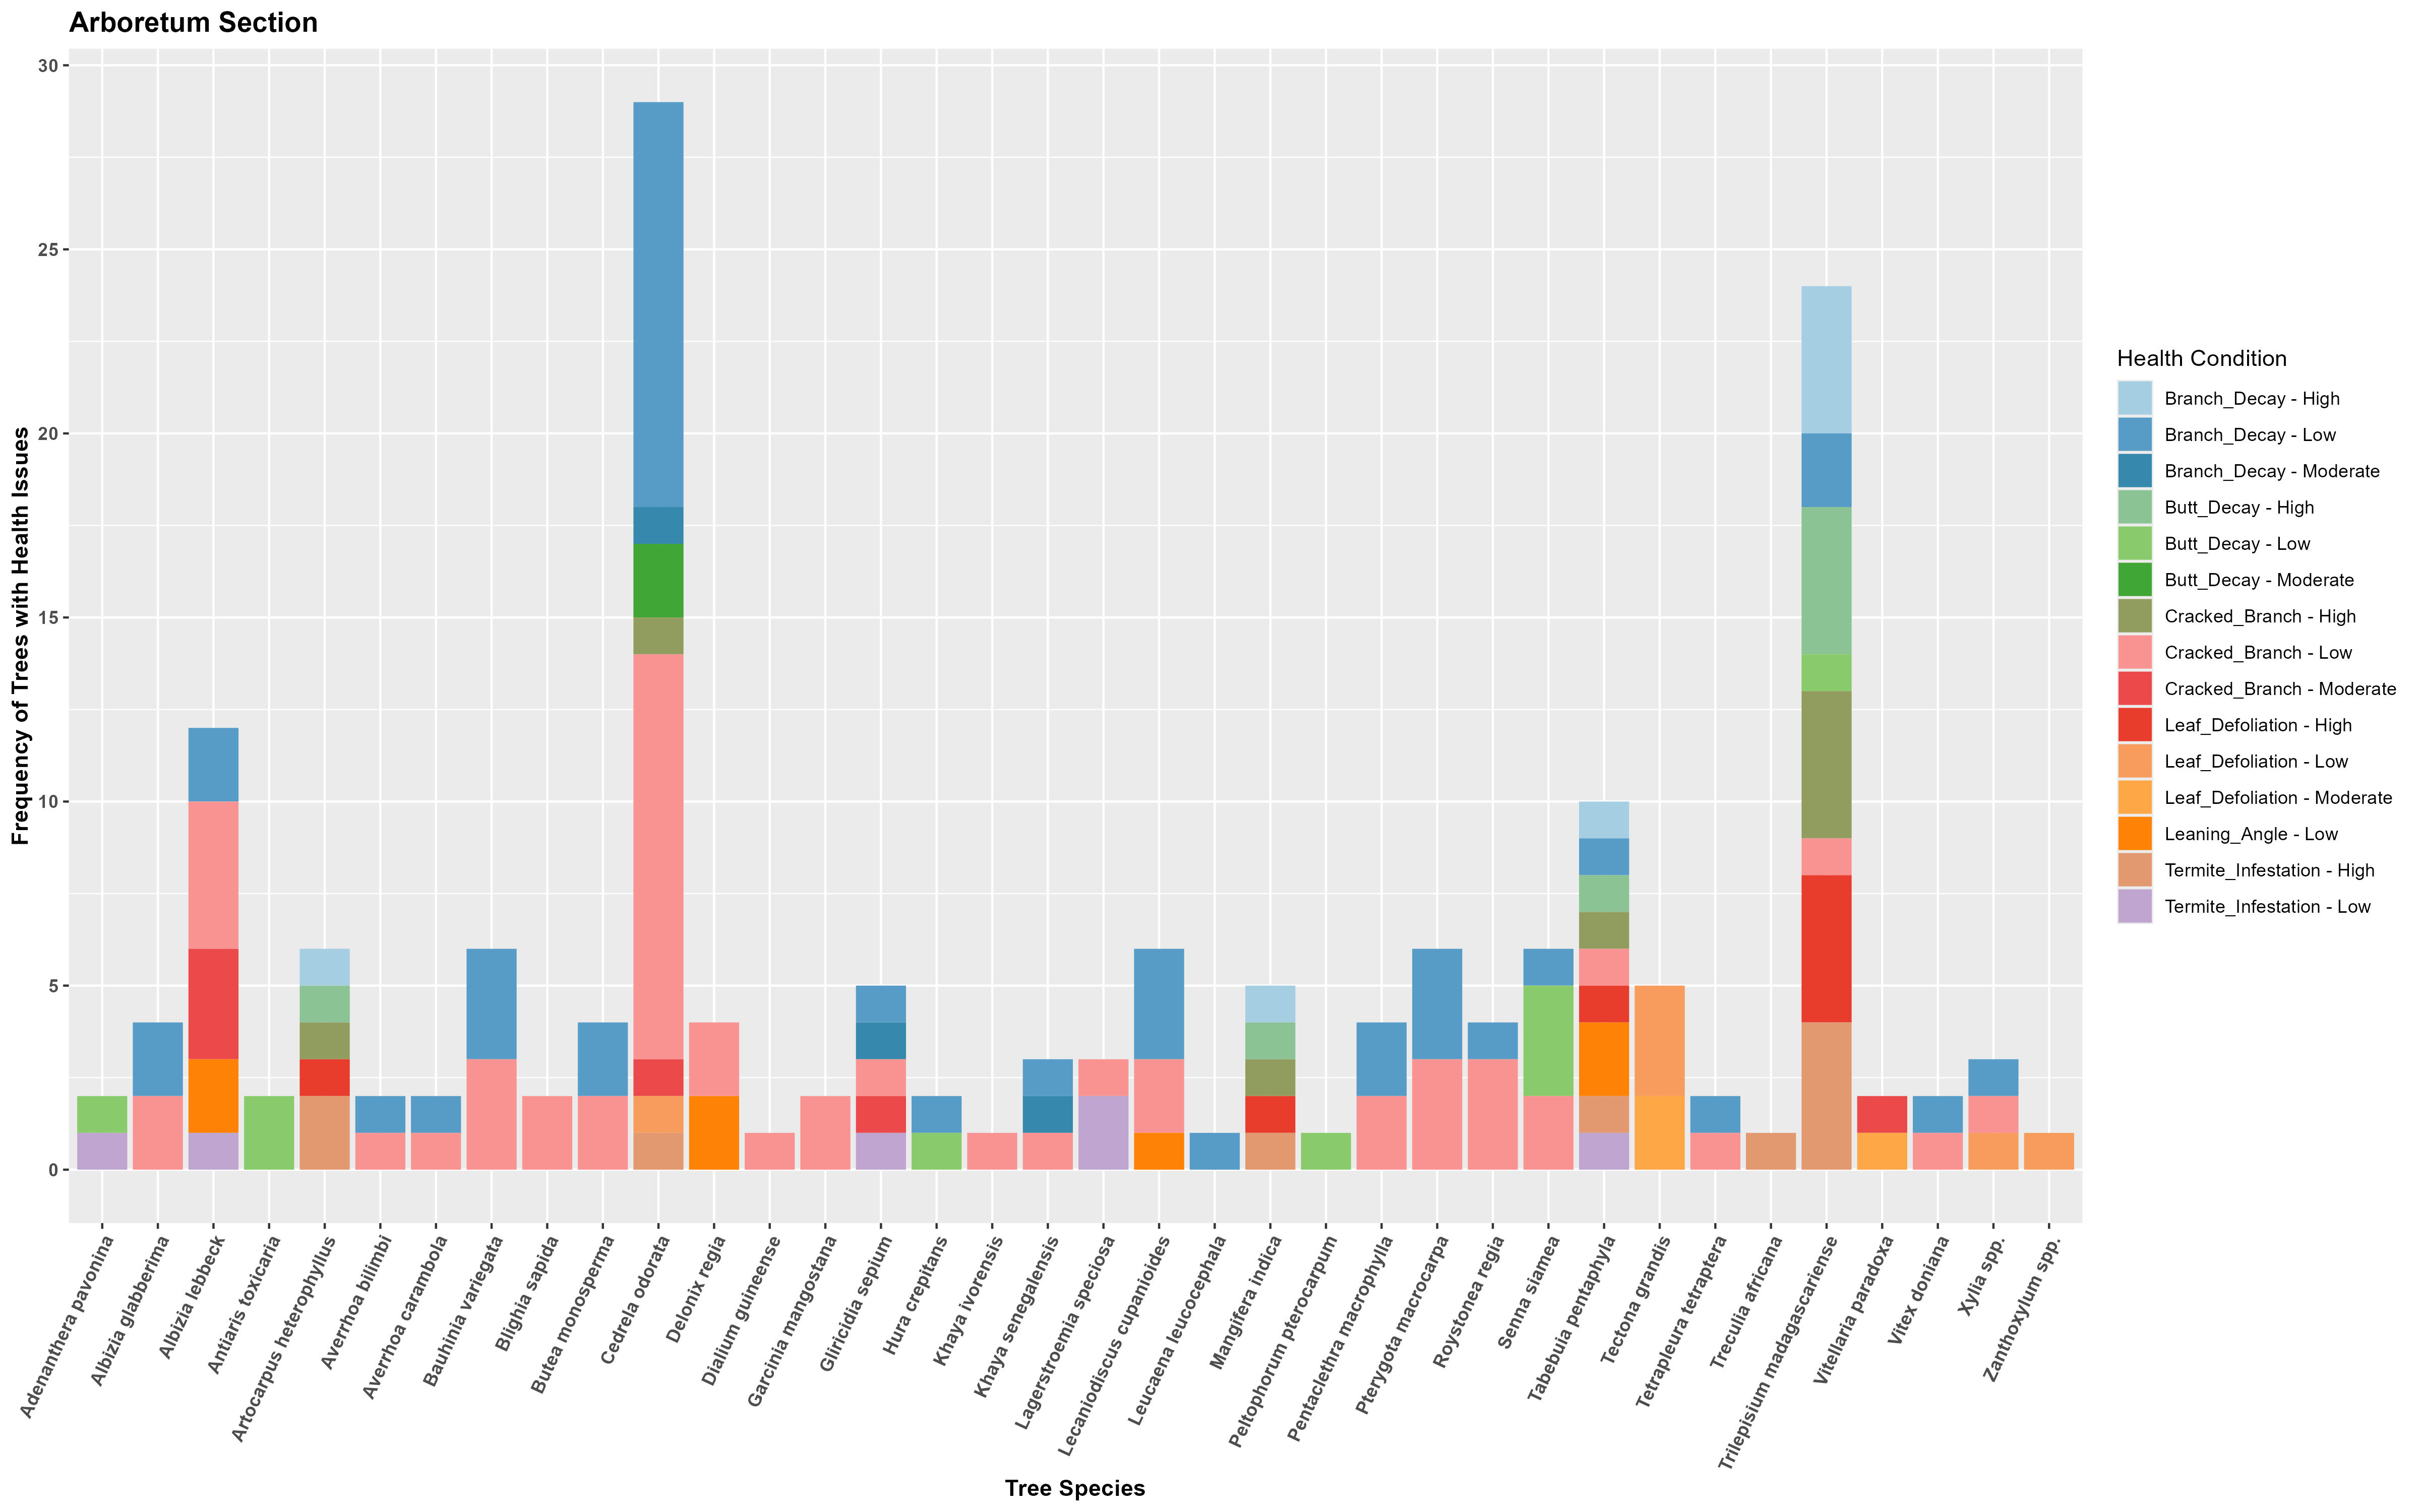 Arboretum Section
Frequency of Trees with Health Issues
30
25
20
15
10
5
0
Adenanthera pavonina
Albizia glabberima
Albizia lebbeck
Antiaris toxicaria
Artocarpus heterophyllus
Averrhoa bilimbi
Averrhoa carambola
Bauhinia variegata
Blighia sapida
Butea monosperma
Cedrela odorata
Delonix regia
Dialium guineense
Garcinia mangostana
Gliricidia sepium
Hura crepitans
Khaya ivorensis
Khaya senegalensis
Lagerstroemia speciosa
Lecaniodiscus cupanioides
Leucaena leucocephala
Mangifera indica
Peltophorum pterocarpum
Pentaclethra macrophylla
Pterygota macrocarpa
Roystonea regia
Senna siamea
Tabebuia pentaphyla
Tectona grandis
Tetrapleura tetraptera
Treculia africana
Trilepisium madagascariense
Vitellaria paradoxa
Vitex doniana
Xylia spp.
Zanthoxylum spp.
Tree Species
Health Condition
Branch_Decay - High
Branch_Decay - Low
Branch_Decay - Moderate
Butt_Decay - High
Butt_Decay - Low
Butt_Decay - Moderate
Cracked_Branch - High
Cracked_Branch - Low
Cracked_Branch - Moderate
Leaf_Defoliation - High
Leaf_Defoliation - Low
Leaf_Defoliation - Moderate
Leaning_Angle - Low
Termite_Infestation - High
Termite_Infestation - Low